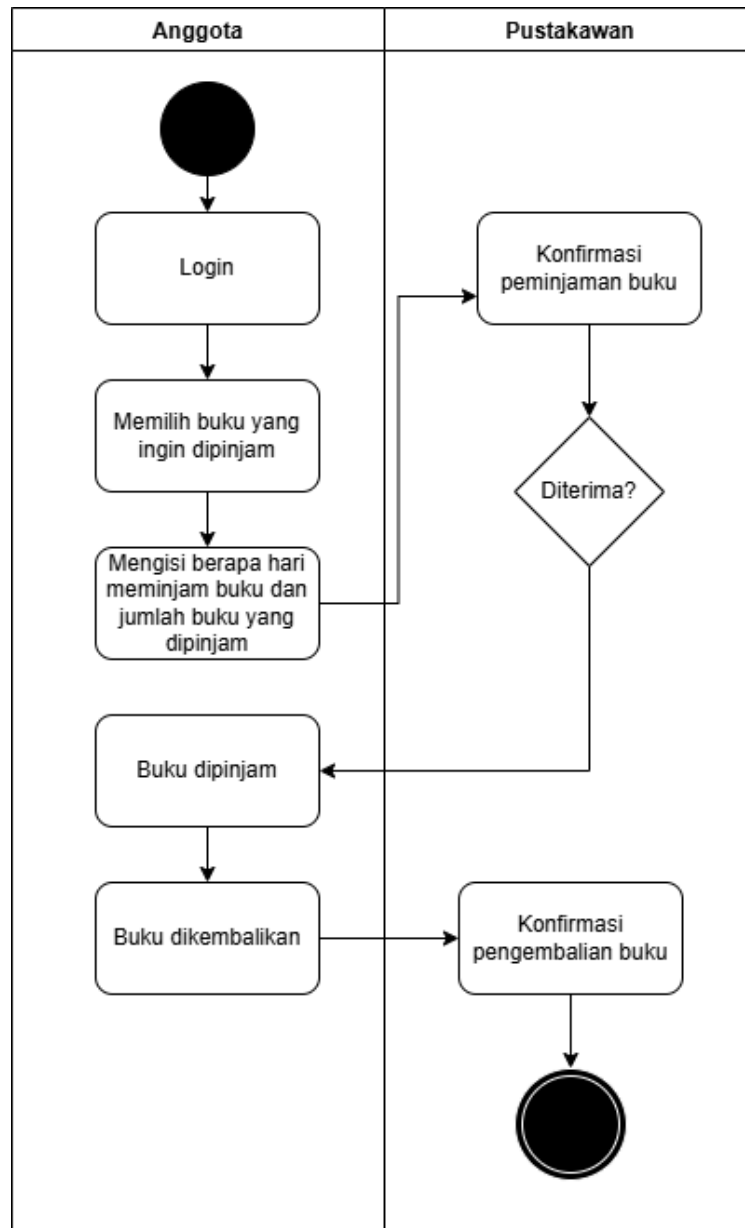 Anggota
Pustakawan
Login
Memilih buku yang
ingin dipinjam
Mengisi berapa hari
meminjam buku dan
jumlah buku yang
dipinjam
Konfirmasi
peminjaman buku
Diterima?
Buku dipinjam
Buku dikembalikan
Konfirmasi
pengembalian buku